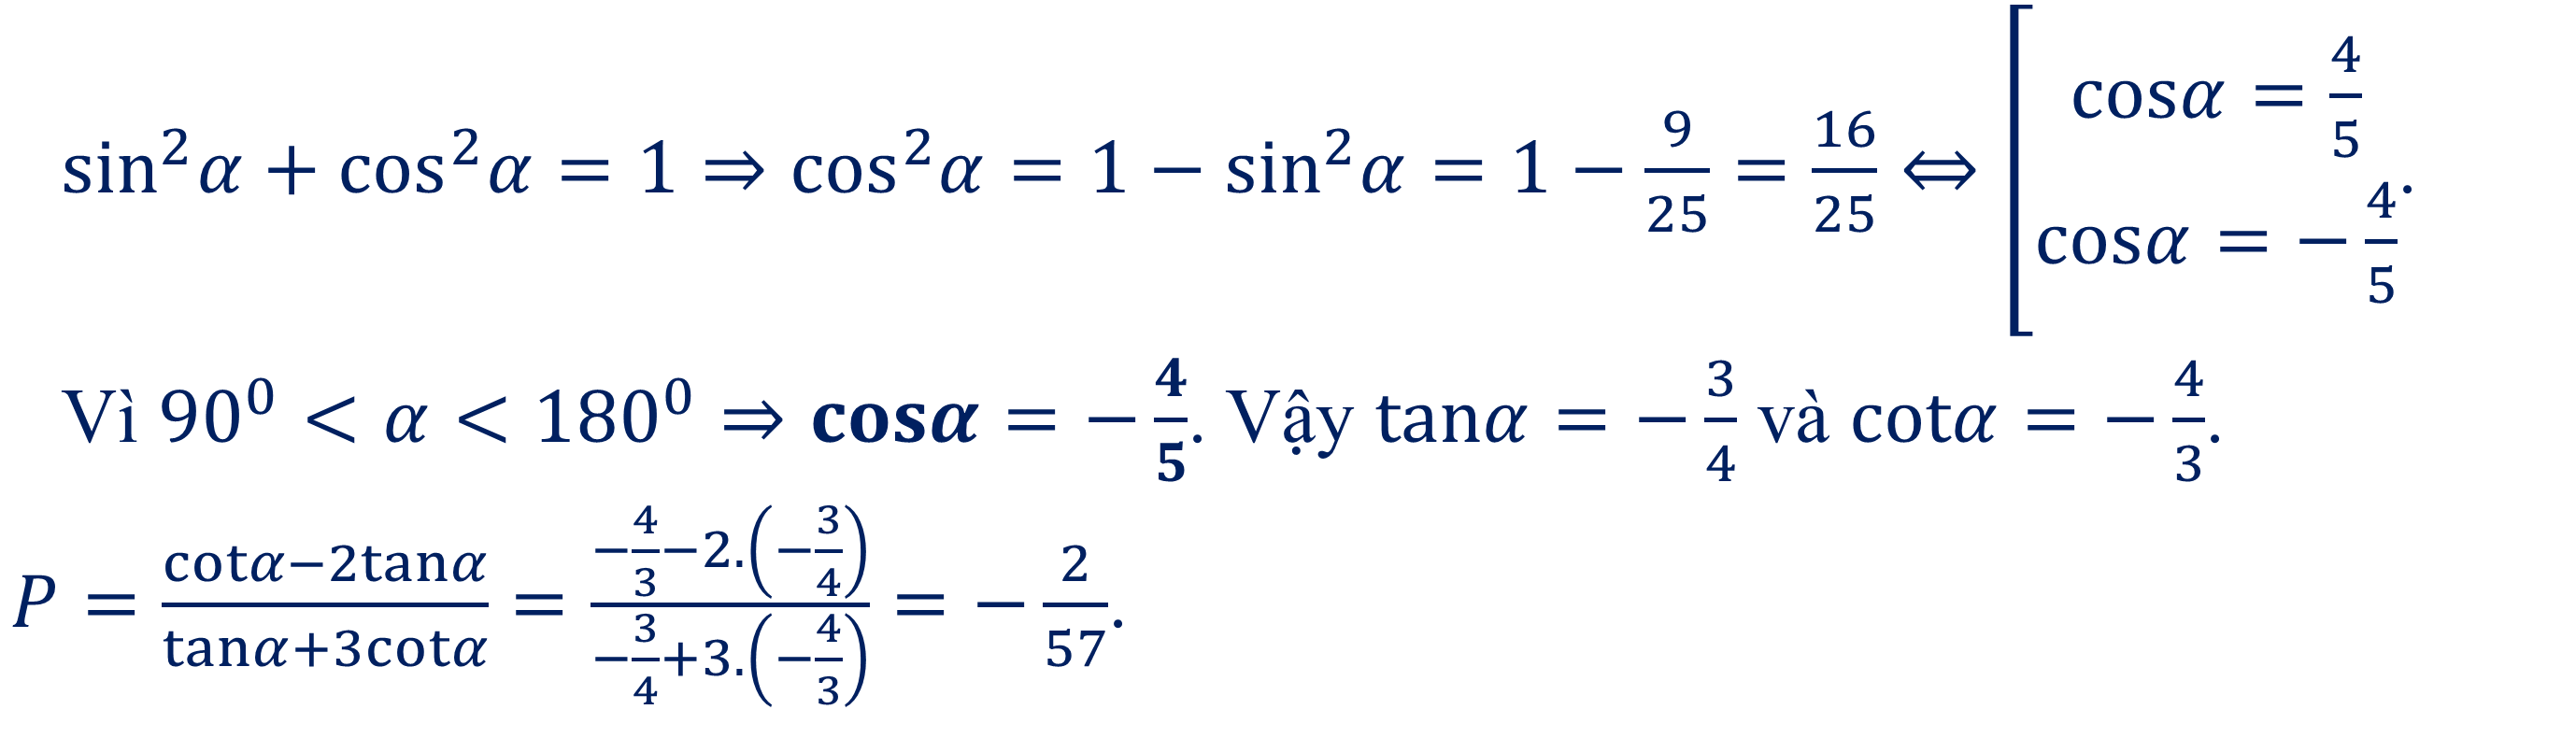 sin²α + cos²α = 1 ⇒ cos²α = 1 − sin²α = 1 − 9/25 = 16/25 ⇔ [cosα = 4/5 cosα = −4/5.
Vì 90⁰ < α < 180⁰ ⇒ cosα = −4/5. Vậy tanα = −3/4 và cotα = −4/3.
P = (cotα−2tanα)/(tanα+3cotα) = (−4/3−2.(−3/4))/(−3/4+3.(−4/3)) = −2/57.